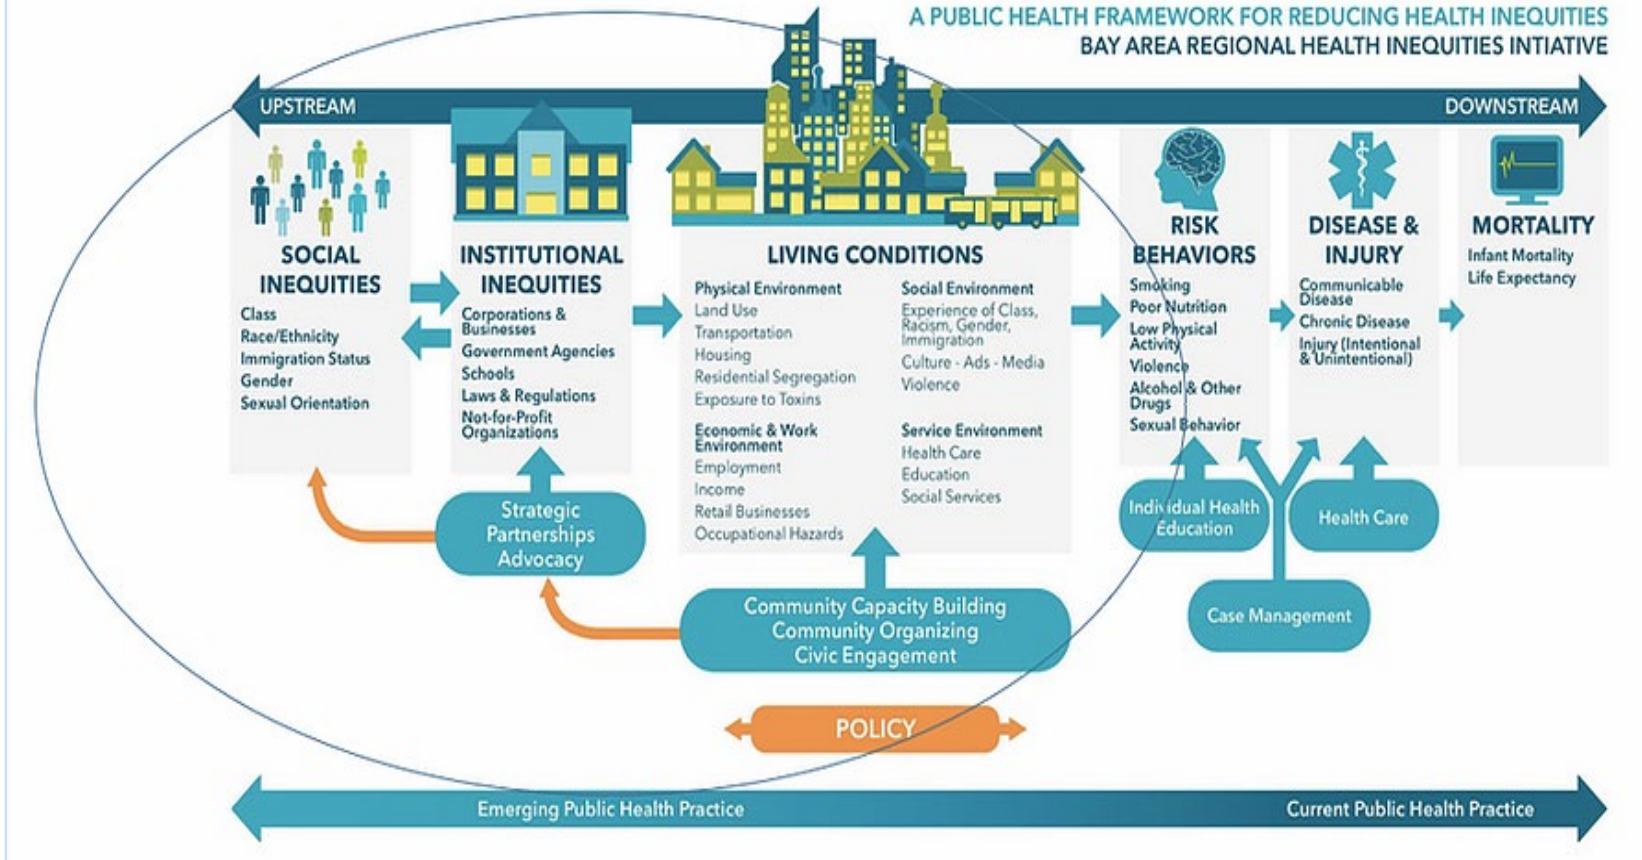 A PUBLIC HEALTH FRAMEWORK FOR REDUCING HEALTH INEQUITIES
BAY AREA REGIONAL HEALTH INEQUITIES INTIATIVE
UPSTREAM
DOWNSTREAM
SOCIAL
INEQUITIES
Class
Race/Ethnicity
Immigration Status
Gender
Sexual Orientation
INSTITUTIONAL
INEQUITIES
Corporations &
Businesses
Government Agencies
Schools
Laws & Regulations
Not-for-Profit
Organizations
LIVING CONDITIONS
Physical Environment
Land Use
Transportation
Housing
Residential Segregation
Exposure to Toxins
Economic & Work
Environment
Employment
Income
Retail Businesses
Occupational Hazards
Social Environment
Experience of Class,
Racism, Gender,
Immigration
Culture - Ads - Media
Violence
Service Environment
Health Care
Education
Social Services
RISK
BEHAVIORS
Smoking
Poor Nutrition
Low Physical
Activity
Violence
Alcohol & Other
Drugs
Sexual Behavior
DISEASE &
INJURY
Communicable
Disease
Chronic Disease
Injury (Intentional
& Unintentional)
MORTALITY
Infant Mortality
Life Expectancy
Strategic
Partnerships
Advocacy
Community Capacity Building
Community Organizing
Civic Engagement
Individual Health
Education
Health Care
Case Management
POLICY
Emerging Public Health Practice
Current Public Health Practice